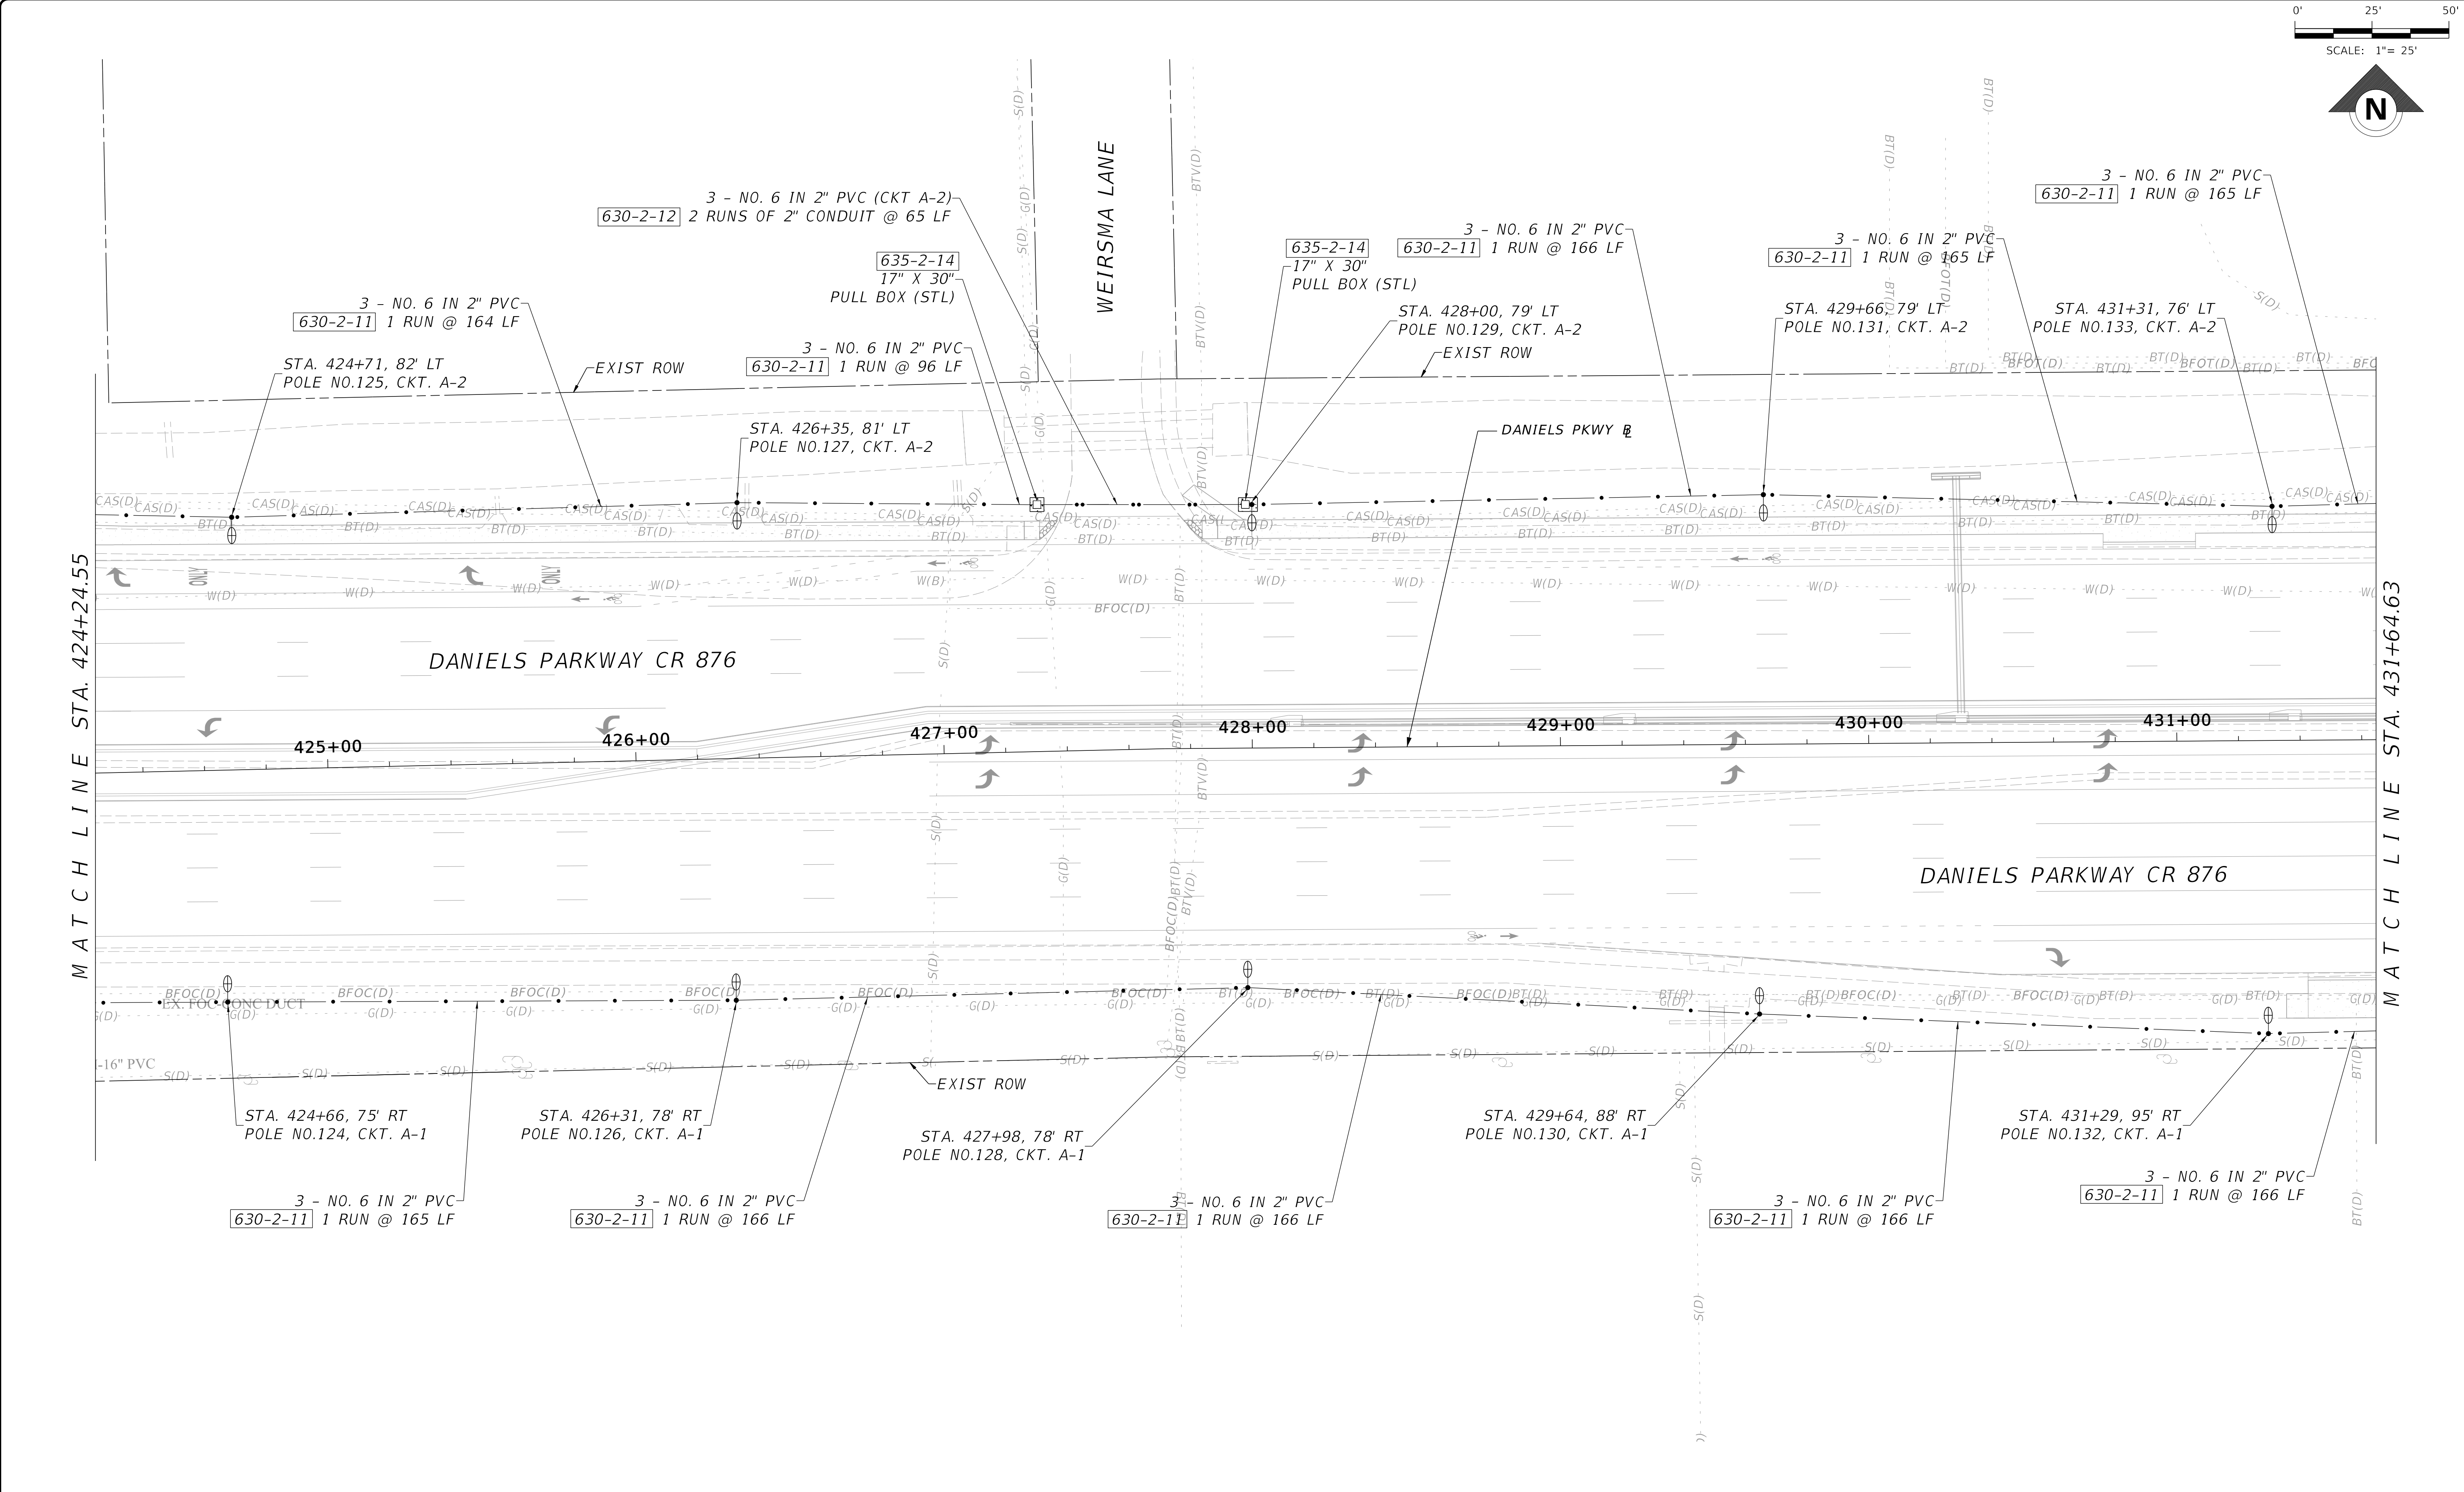 0' 25' 50'
SCALE: 1"= 25'
N
3 - NO. 6 IN 2" PVC (CKT A-2)
630-2-12 2 RUNS OF 2" CONDUIT @ 65 LF
WEIRSMA LANE
635-2-14
17" X 30"
PULL BOX (STL)
3 - NO. 6 IN 2" PVC
630-2-11 1 RUN @ 164 LF
STA. 424+71, 82' LT
POLE NO.125, CKT. A-2
EXIST ROW
3 - NO. 6 IN 2" PVC
630-2-11 1 RUN @ 96 LF
STA. 426+35, 81' LT
POLE NO.127, CKT. A-2
635-2-14
17" X 30"
PULL BOX (STL)
3 - NO. 6 IN 2" PVC
630-2-11 1 RUN @ 166 LF
STA. 428+00, 79' LT
POLE NO.129, CKT. A-2
EXIST ROW
DANIELS PKWY BL
3 - NO. 6 IN 2" PVC
630-2-11 1 RUN @ 165 LF
STA. 429+66, 79' LT
POLE NO.131, CKT. A-2
3 - NO. 6 IN 2" PVC
630-2-11 1 RUN @ 165 LF
STA. 431+31, 76' LT
POLE NO.133, CKT. A-2
MATCH LINE STA. 424+24.55
MATCH LINE STA. 431+64.63
ONLY
ONLY
DANIELS PARKWAY CR 876
425+00 426+00 427+00 428+00 429+00 430+00 431+00
DANIELS PARKWAY CR 876
EX. FOC-CONC DUCT
-16" PVC
EXIST ROW
STA. 424+66, 75' RT
POLE NO.124, CKT. A-1
STA. 426+31, 78' RT
POLE NO.126, CKT. A-1
STA. 427+98, 78' RT
POLE NO.128, CKT. A-1
STA. 429+64, 88' RT
POLE NO.130, CKT. A-1
STA. 431+29, 95' RT
POLE NO.132, CKT. A-1
3 - NO. 6 IN 2" PVC
630-2-11 1 RUN @ 165 LF
3 - NO. 6 IN 2" PVC
630-2-11 1 RUN @ 166 LF
3 - NO. 6 IN 2" PVC
630-2-11 1 RUN @ 166 LF
3 - NO. 6 IN 2" PVC
630-2-11 1 RUN @ 166 LF
3 - NO. 6 IN 2" PVC
630-2-11 1 RUN @ 166 LF